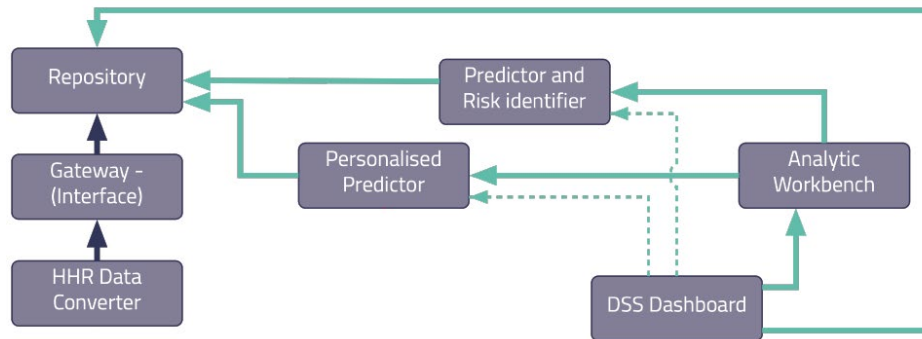 Repository
Predictor and
Risk identifier
Gateway -
(Interface)
Personalised
Predictor
Analytic
Workbench
HHR Data
Converter
DSS Dashboard